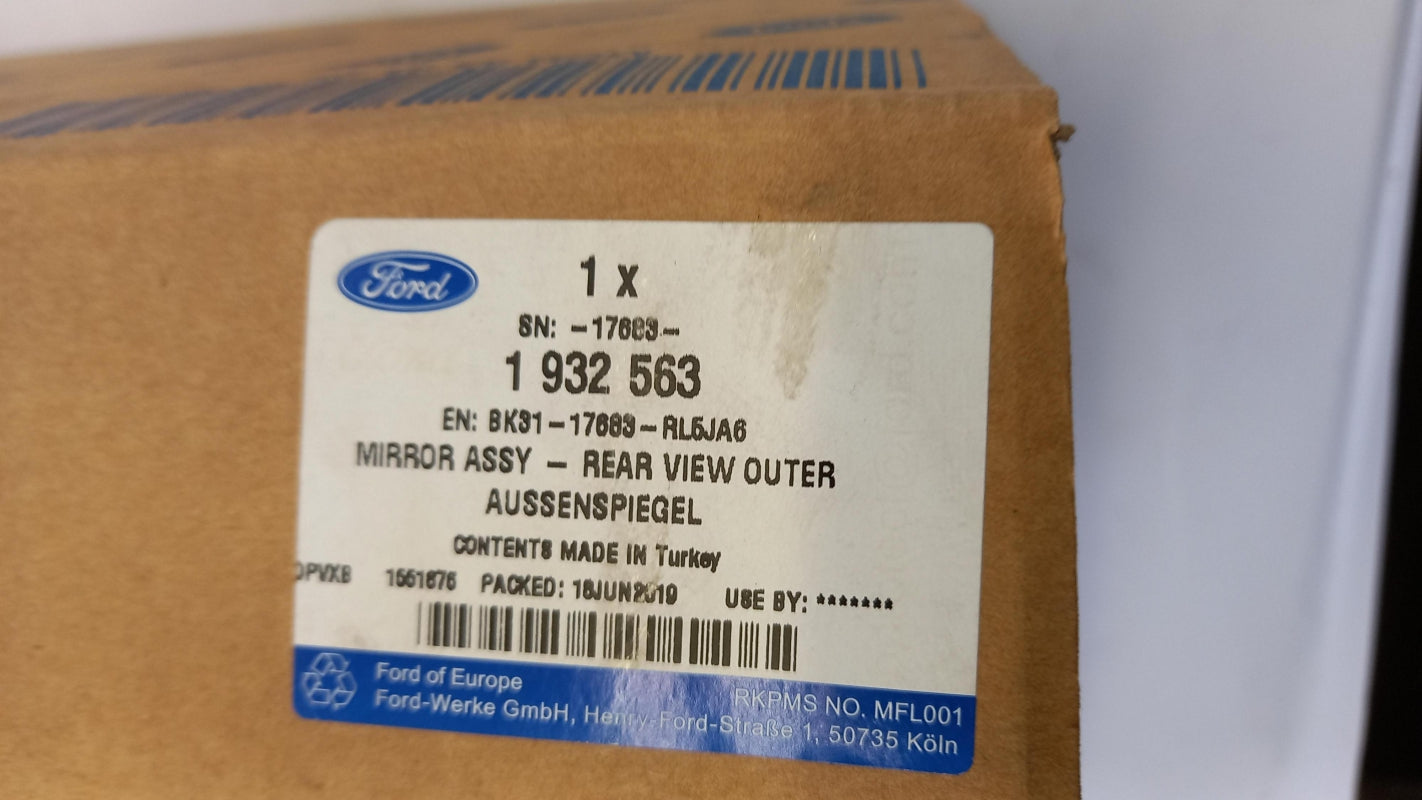 Ford
1 x
SN: -17683-
1 932 563
EN: BK31-17683-RL5JA6
MIRROR ASSY - REAR VIEW OUTER
AUSSENSPIEGEL
CONTENTS MADE IN Turkey
OPVXB 1551676 PACKED: 18JUN2019 USE BY: *******
Ford of Europe
RKPMS NO. MFL001
Ford-Werke GmbH, Henry-Ford-Straße 1, 50735 Köln